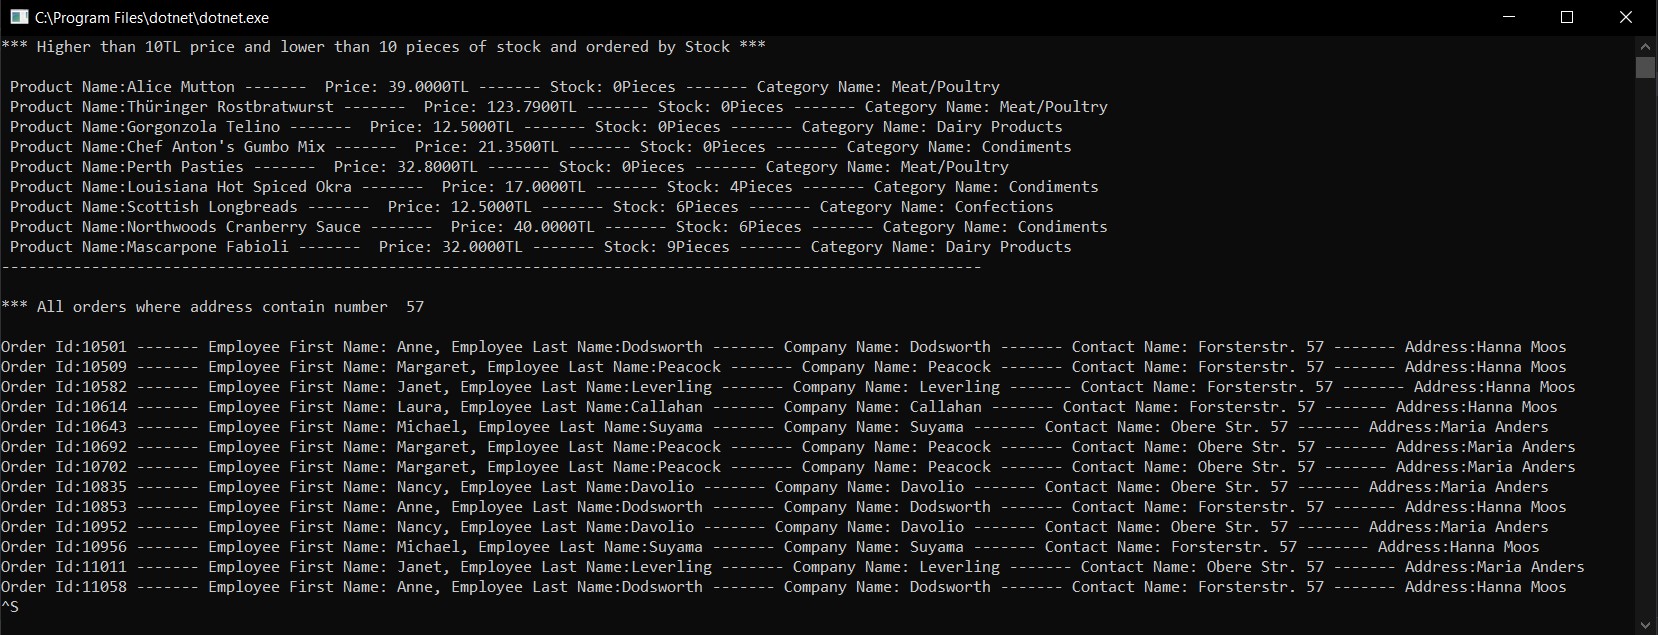 C:\Program Files\dotnet\dotnet.exe
*** Higher than 10TL price and lower than 10 pieces of stock and ordered by Stock ***
Product Name:Alice Mutton -------  Price: 39.0000TL ------- Stock: 0Pieces ------- Category Name: Meat/Poultry
Product Name:Thüringer Rostbratwurst -------  Price: 123.7900TL ------- Stock: 0Pieces ------- Category Name: Meat/Poultry
Product Name:Gorgonzola Telino -------  Price: 12.5000TL ------- Stock: 0Pieces ------- Category Name: Dairy Products
Product Name:Chef Anton's Gumbo Mix -------  Price: 21.3500TL ------- Stock: 0Pieces ------- Category Name: Condiments
Product Name:Perth Pasties -------  Price: 32.8000TL ------- Stock: 0Pieces ------- Category Name: Meat/Poultry
Product Name:Louisiana Hot Spiced Okra -------  Price: 17.0000TL ------- Stock: 4Pieces ------- Category Name: Condiments
Product Name:Scottish Longbreads -------  Price: 12.5000TL ------- Stock: 6Pieces ------- Category Name: Confections
Product Name:Northwoods Cranberry Sauce -------  Price: 40.0000TL ------- Stock: 6Pieces ------- Category Name: Condiments
Product Name:Mascarpone Fabioli -------  Price: 32.0000TL ------- Stock: 9Pieces ------- Category Name: Dairy Products
-------------------------------------------------------------------------------------------------------------
*** All orders where address contain number  57
Order Id:10501 ------- Employee First Name: Anne, Employee Last Name:Dodsworth ------- Company Name: Dodsworth ------- Contact Name: Forsterstr. 57 ------- Address:Hanna Moos
Order Id:10509 ------- Employee First Name: Margaret, Employee Last Name:Peacock ------- Company Name: Peacock ------- Contact Name: Forsterstr. 57 ------- Address:Hanna Moos
Order Id:10582 ------- Employee First Name: Janet, Employee Last Name:Leverling ------- Company Name: Leverling ------- Contact Name: Forsterstr. 57 ------- Address:Hanna Moos
Order Id:10614 ------- Employee First Name: Laura, Employee Last Name:Callahan ------- Company Name: Callahan ------- Contact Name: Forsterstr. 57 ------- Address:Hanna Moos
Order Id:10643 ------- Employee First Name: Michael, Employee Last Name:Suyama ------- Company Name: Suyama ------- Contact Name: Obere Str. 57 ------- Address:Maria Anders
Order Id:10692 ------- Employee First Name: Margaret, Employee Last Name:Peacock ------- Company Name: Peacock ------- Contact Name: Obere Str. 57 ------- Address:Maria Anders
Order Id:10702 ------- Employee First Name: Margaret, Employee Last Name:Peacock ------- Company Name: Peacock ------- Contact Name: Obere Str. 57 ------- Address:Maria Anders
Order Id:10835 ------- Employee First Name: Nancy, Employee Last Name:Davolio ------- Company Name: Davolio ------- Contact Name: Obere Str. 57 ------- Address:Maria Anders
Order Id:10853 ------- Employee First Name: Anne, Employee Last Name:Dodsworth ------- Company Name: Dodsworth ------- Contact Name: Forsterstr. 57 ------- Address:Hanna Moos
Order Id:10952 ------- Employee First Name: Nancy, Employee Last Name:Davolio ------- Company Name: Davolio ------- Contact Name: Obere Str. 57 ------- Address:Maria Anders
Order Id:10956 ------- Employee First Name: Michael, Employee Last Name:Suyama ------- Company Name: Suyama ------- Contact Name: Forsterstr. 57 ------- Address:Hanna Moos
Order Id:11011 ------- Employee First Name: Janet, Employee Last Name:Leverling ------- Company Name: Leverling ------- Contact Name: Obere Str. 57 ------- Address:Maria Anders
Order Id:11058 ------- Employee First Name: Anne, Employee Last Name:Dodsworth ------- Company Name: Dodsworth ------- Contact Name: Forsterstr. 57 ------- Address:Hanna Moos
^S